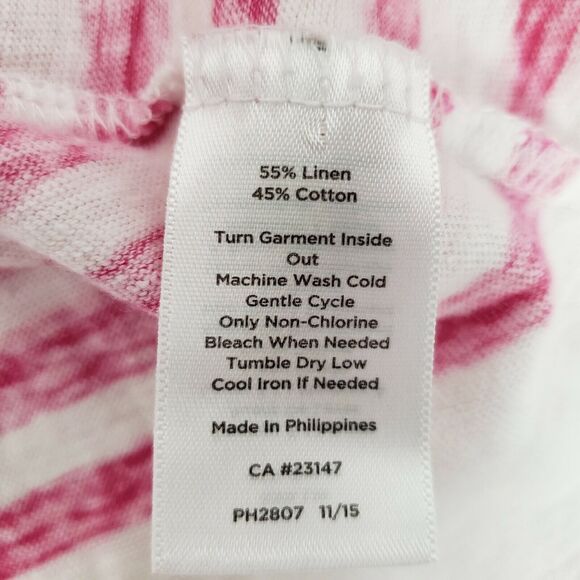 55% Linen
45% Cotton
Turn Garment Inside
Out
Machine Wash Cold
Gentle Cycle
Only Non-Chlorine
Bleach When Needed
Tumble Dry Low
Cool Iron If Needed
Made In Philippines
CA #23147
PH2807 11/15